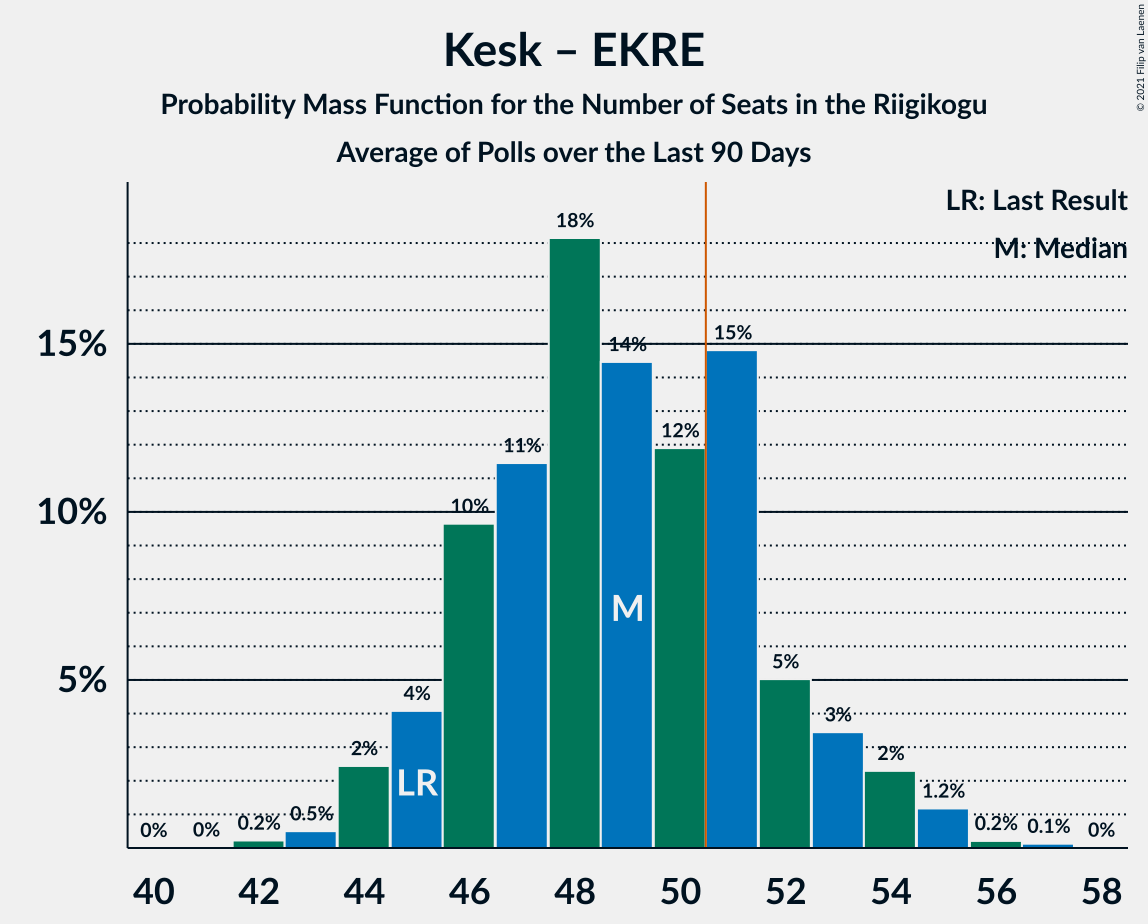 Kesk – EKRE
Probability Mass Function for the Number of Seats in the Riigikogu
Average of Polls over the Last 90 Days
© 2021 Filip van Laenen
LR: Last Result
M: Median
15%
10%
5%
0%
0%
0.2%
0.5%
2%
4%
10%
11%
18%
14%
12%
15%
5%
3%
2%
1.2%
0.2%
0.1%
0%
LR
M
40 42 44 46 48 50 52 54 56 58